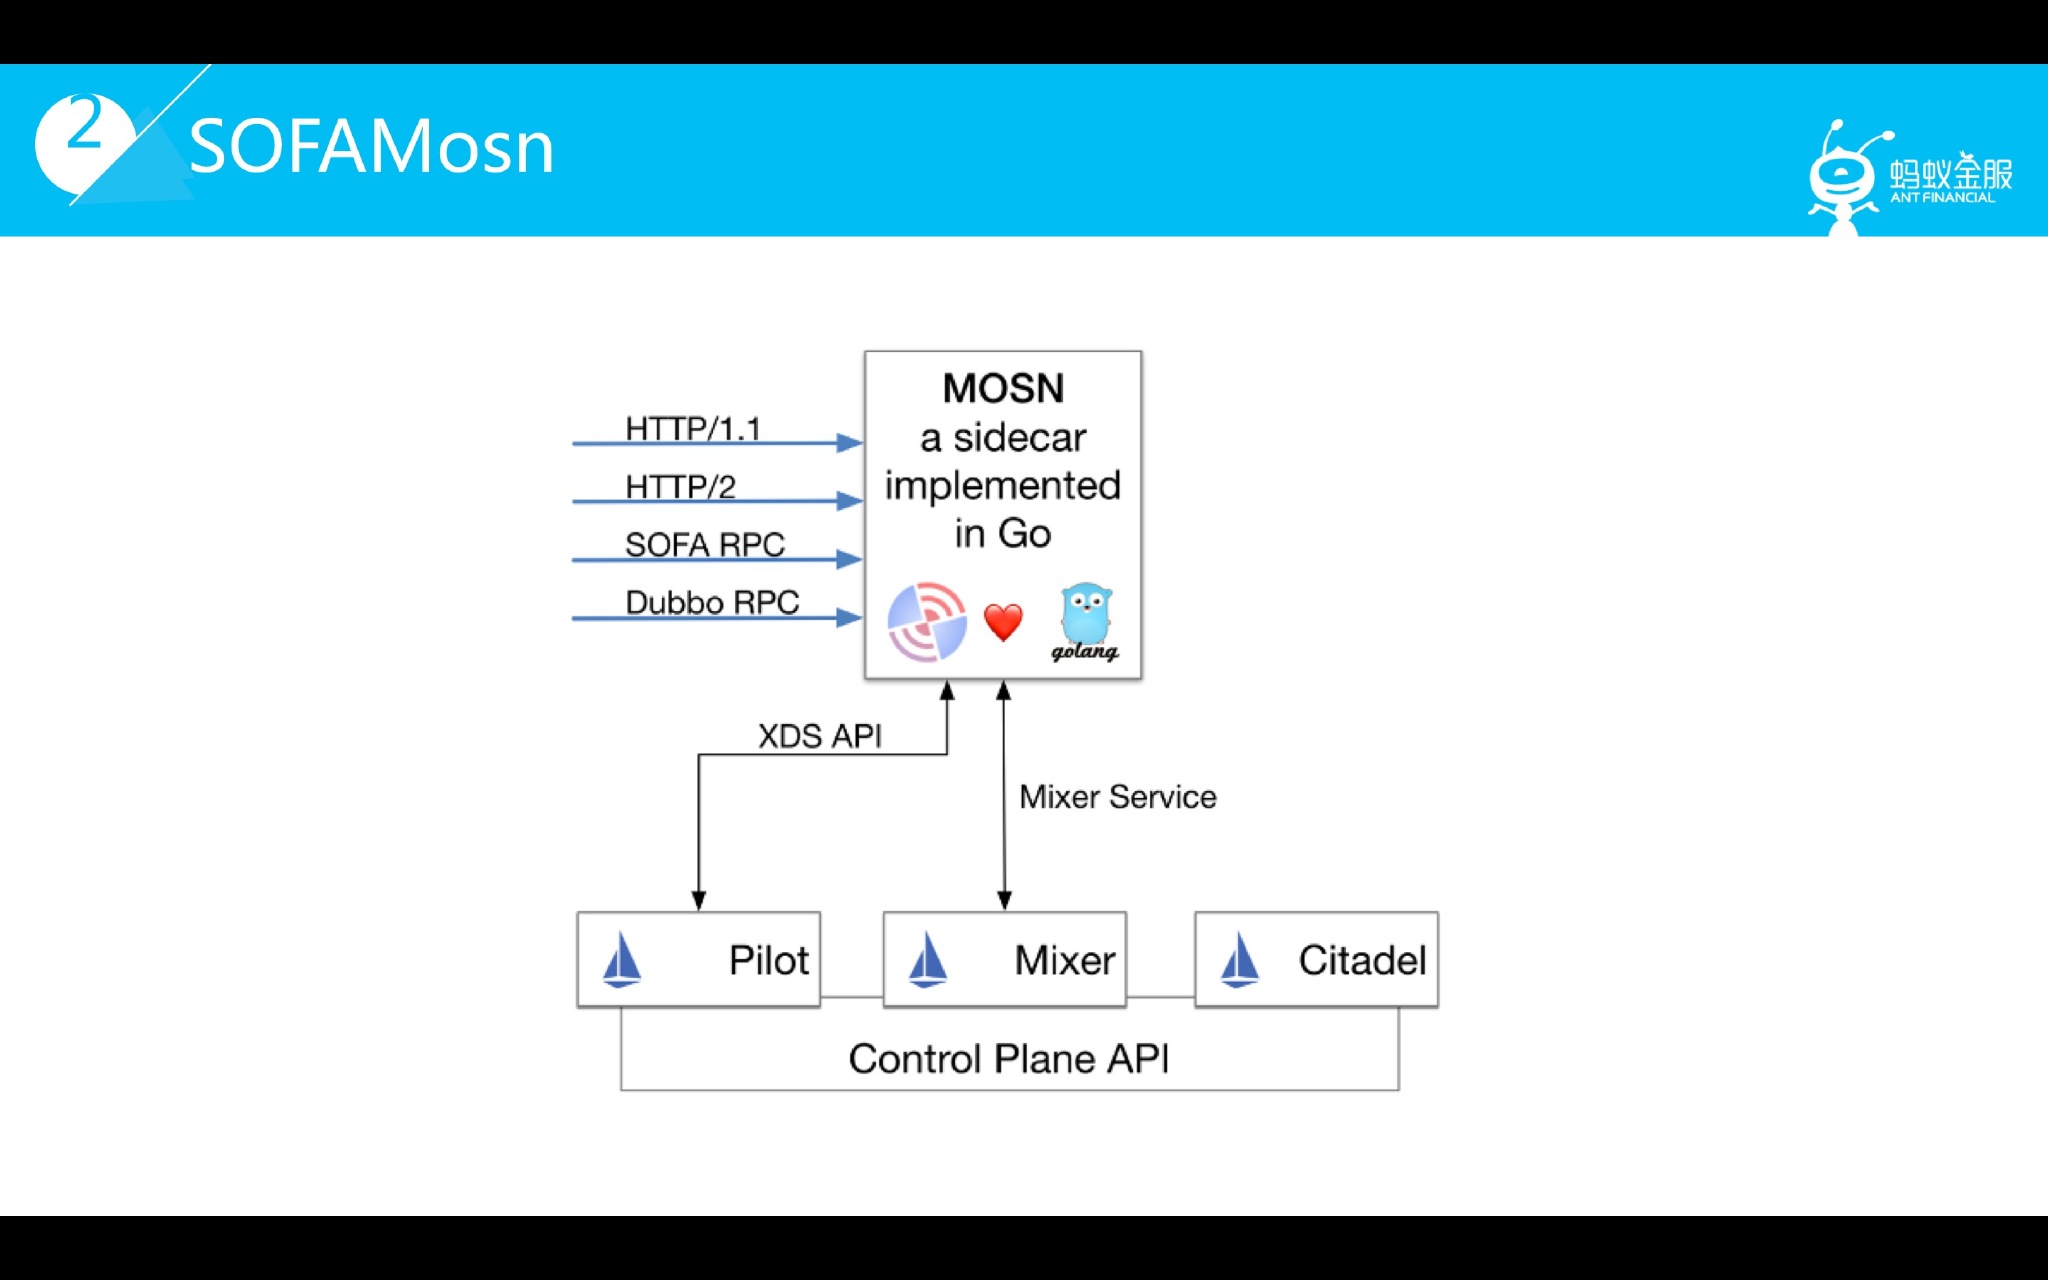 2
SOFAMosn
蚂蚁金服
ANT FINANCIAL
MOSN
a sidecar
implemented
in Go
golang
HTTP/1.1
HTTP/2
SOFA RPC
Dubbo RPC
XDS API
Mixer Service
Pilot
Mixer
Citadel
Control Plane API